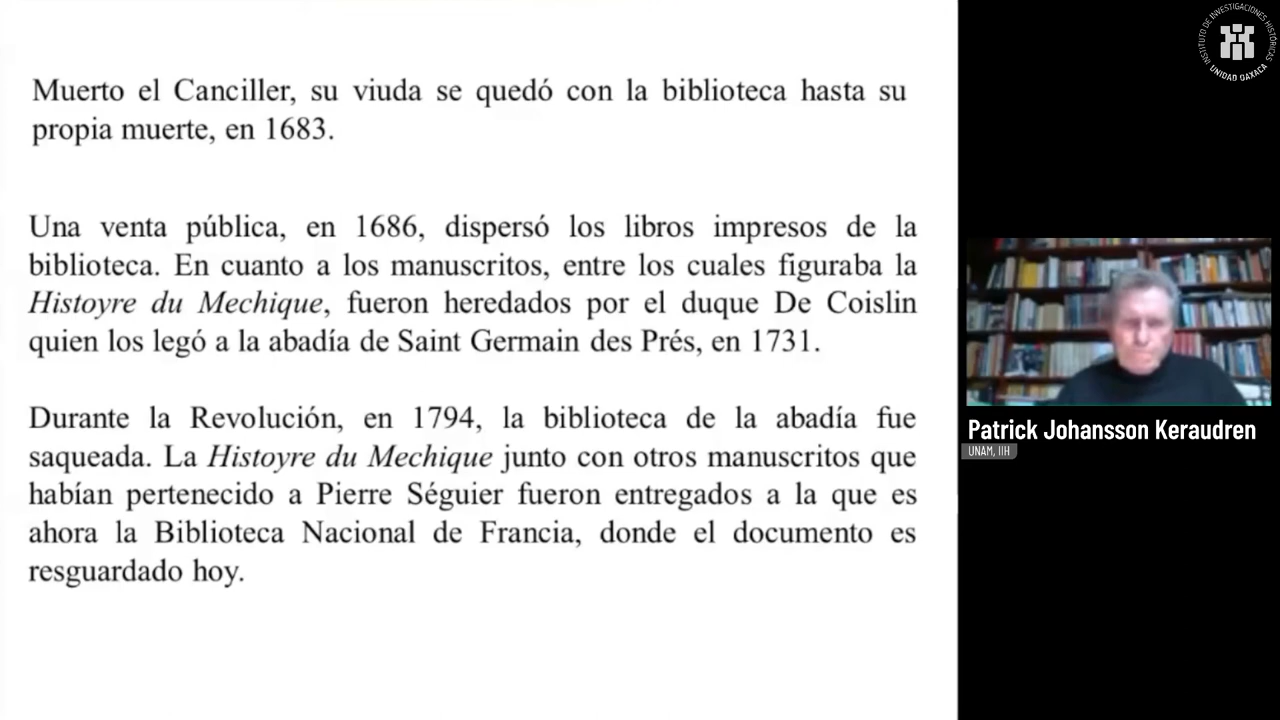 Muerto el Canciller, su viuda se quedó con la biblioteca hasta su
propia muerte, en 1683.
Una venta pública, en 1686, dispersó los libros impresos de la
biblioteca. En cuanto a los manuscritos, entre los cuales figuraba la
Histoyre du Mechique, fueron heredados por el duque De Coislin
quien los legó a la abadía de Saint Germain des Prés, en 1731.
Durante la Revolución, en 1794, la biblioteca de la abadía fue
saqueada. La Histoyre du Mechique junto con otros manuscritos que
habían pertenecido a Pierre Séguier fueron entregados a la que es
ahora la Biblioteca Nacional de Francia, donde el documento es
resguardado hoy.
INSTITUTO DE INVESTIGACIONES HISTÓRICAS
UNIDAD OAXACA
Patrick Johansson Keraudren
UNAM, IIH